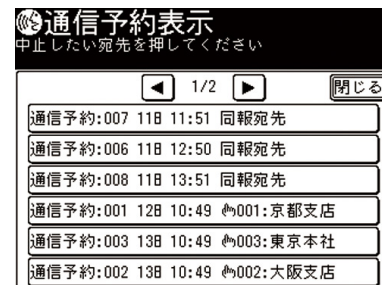 通信予約表示
中止したい宛先を押してください
1/2 閉じる
通信予約:007 11日 11:51 同報宛先
通信予約:006 11日 12:50 同報宛先
通信予約:008 11日 13:51 同報宛先
通信予約:001 12日 10:49 001:京都支店
通信予約:003 13日 10:49 003:東京本社
通信予約:002 13日 10:49 002:大阪支店